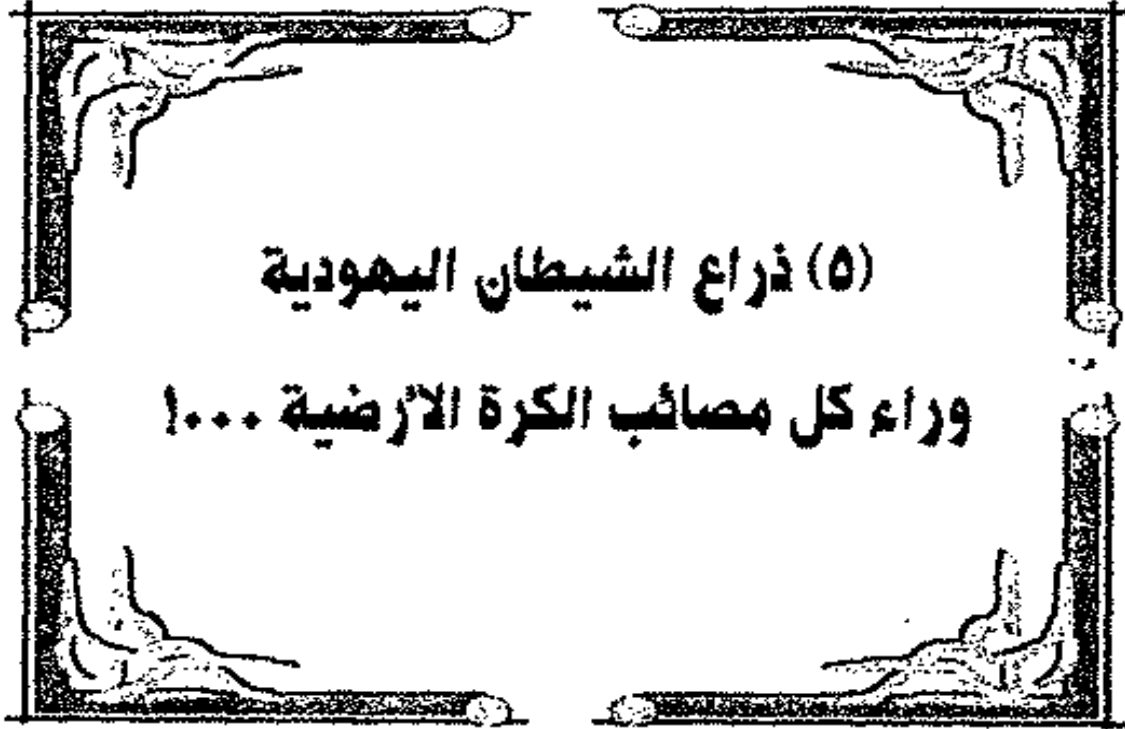 (٥) ذراع الشيطان اليهودية
وراء كل مصائب الكرة الأرضية ...!